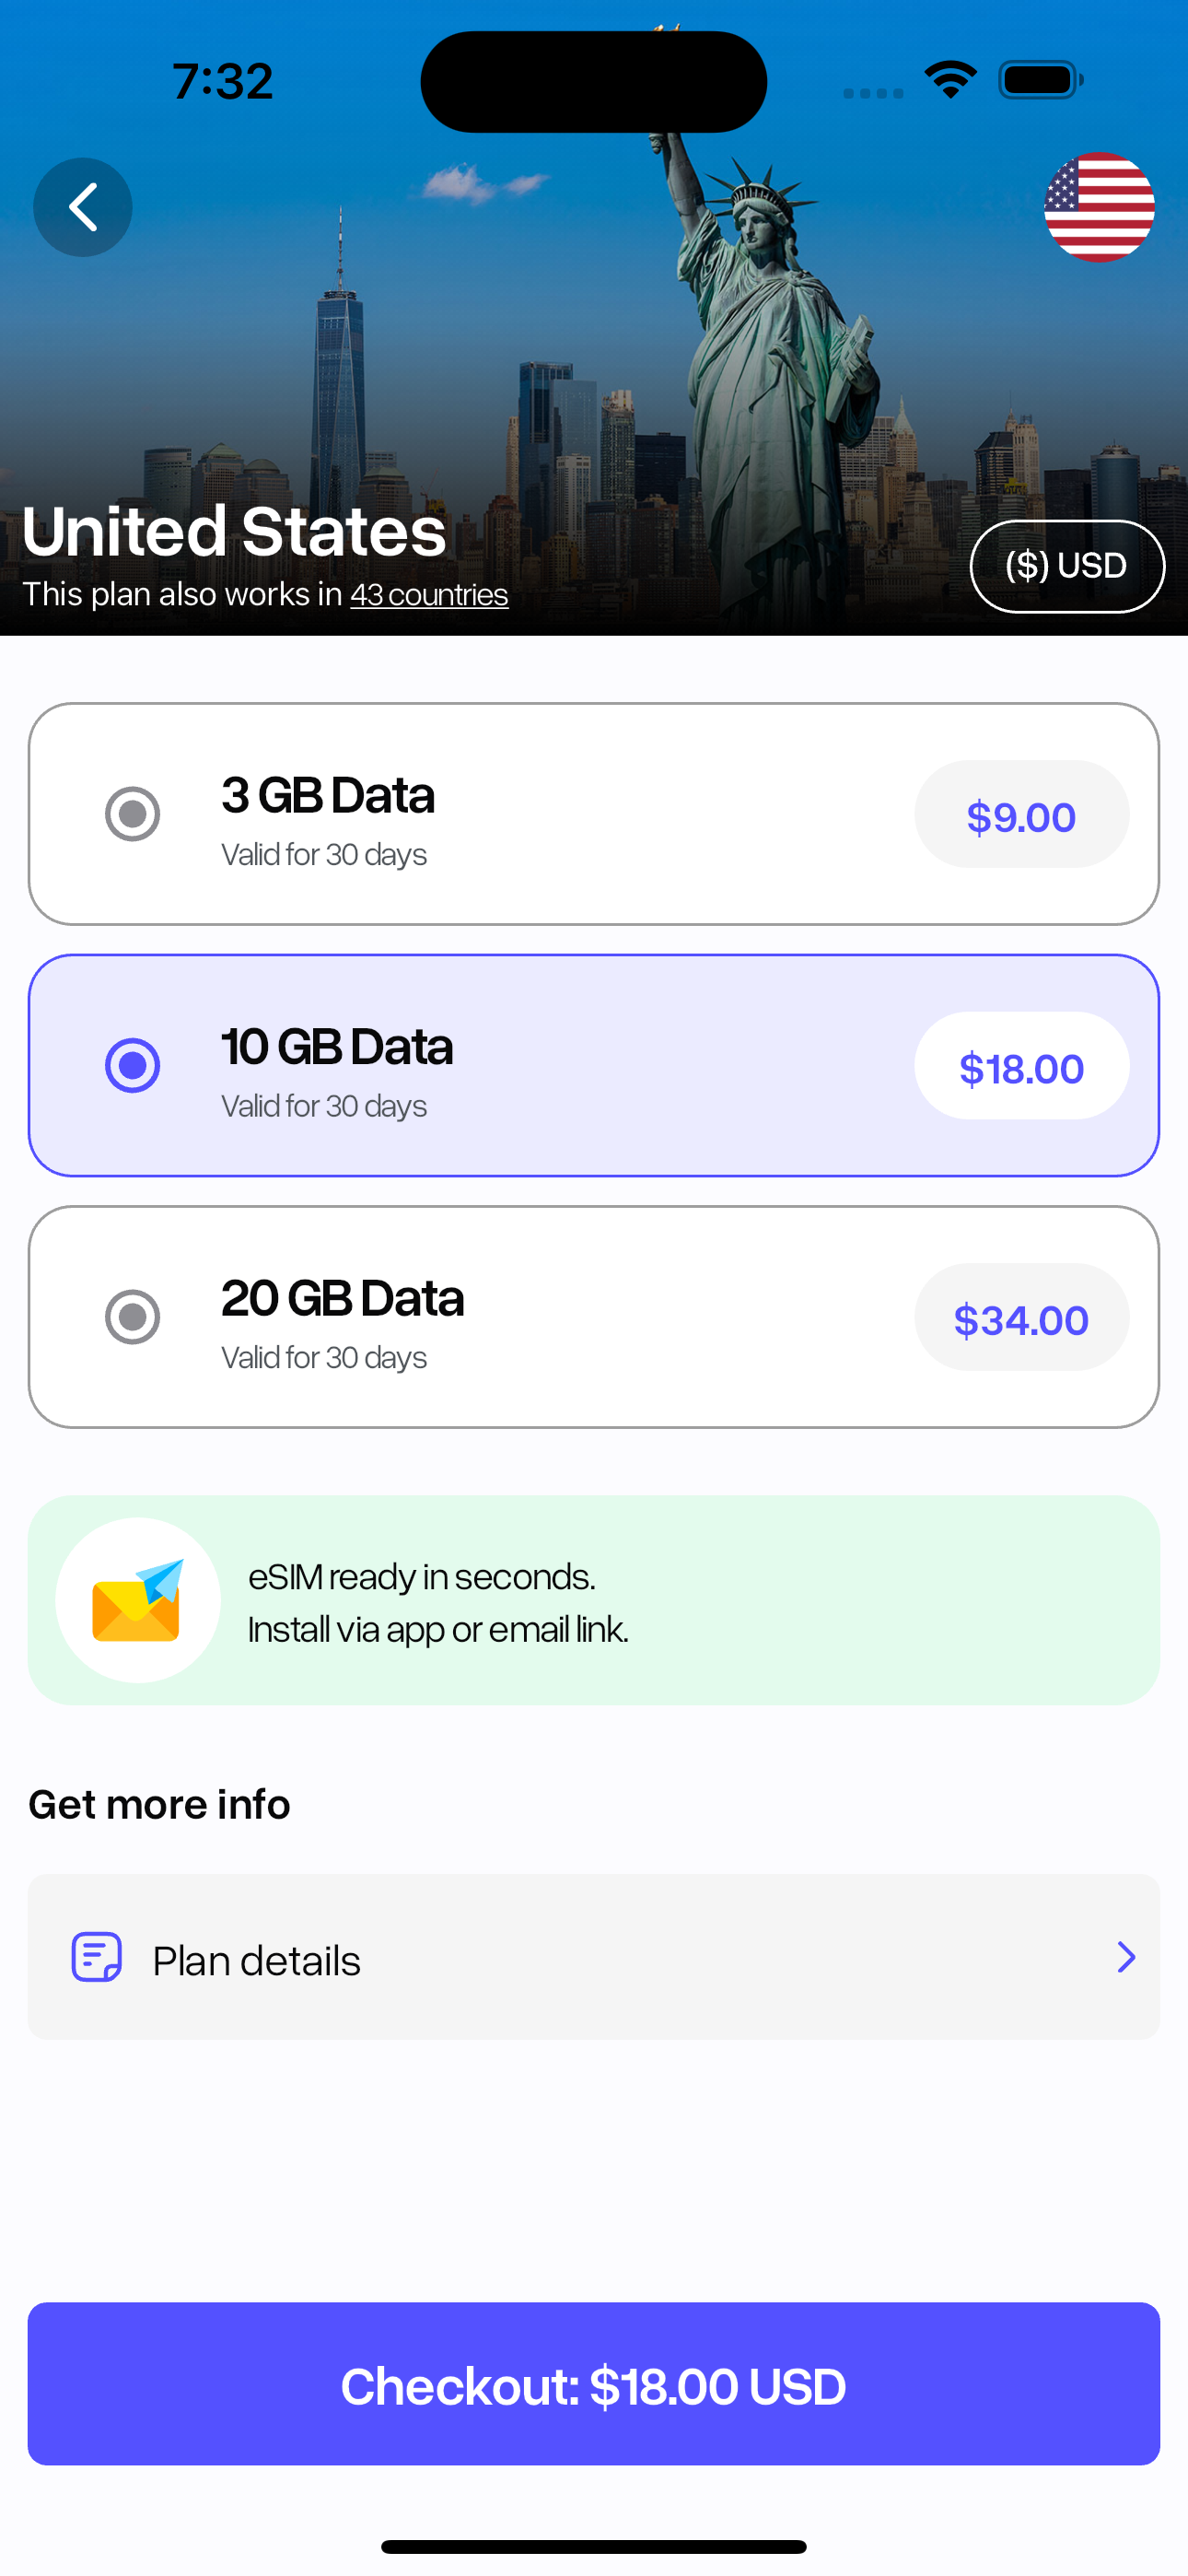 7:32
United States
This plan also works in 43 countries
($) USD
3 GB Data
$9.00
Valid for 30 days
10 GB Data
$18.00
Valid for 30 days
20 GB Data
$34.00
Valid for 30 days
eSIM ready in seconds.
Install via app or email link.
Get more info
Plan details
Checkout: $18.00 USD